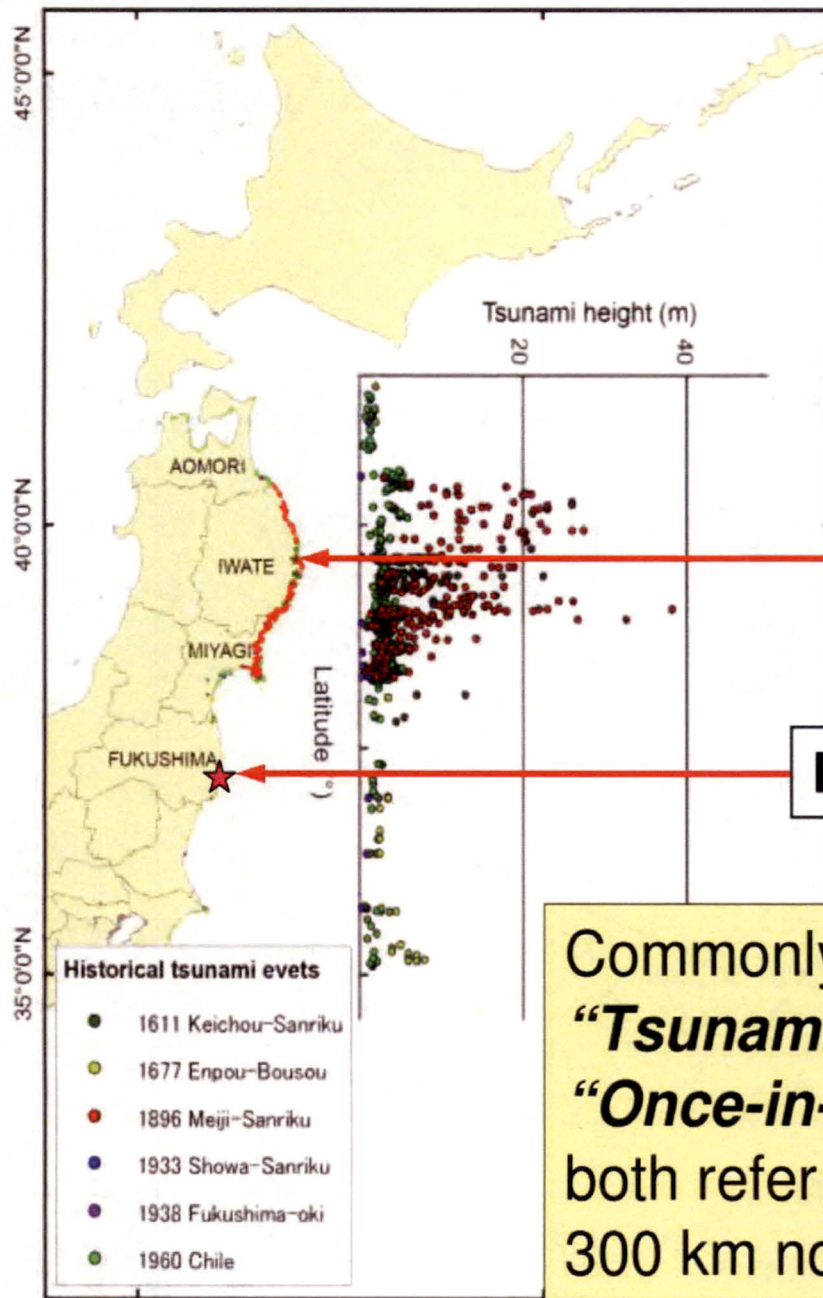 45°0'0"N
Tsunami height (m)
20
40
AOMORI
40°0'0"N
IWATE
MIYAGI
Latitude (°)
FUKUSHIMA
35°0'0"N
Historical tsunami evets
1611 Keichou-Sanriku
1677 Enpou-Bousou
1896 Meiji-Sanriku
1933 Showa-Sanriku
1938 Fukushima-oki
1960 Chile
Commonly
“Tsunam
“Once-in-
both refer
300 km no